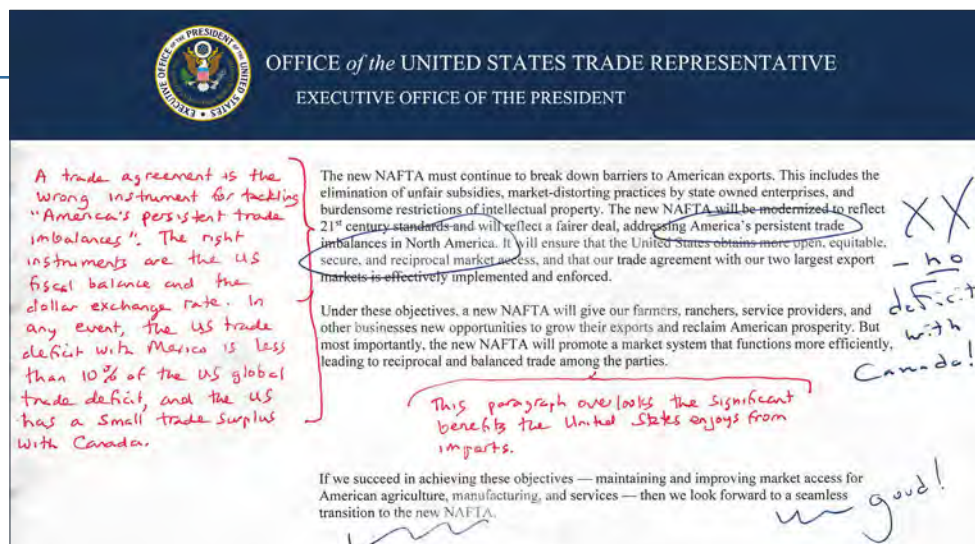 OFFICE of the UNITED STATES TRADE REPRESENTATIVE
EXECUTIVE OFFICE OF THE PRESIDENT
EXECUTIVE OFFICE OF THE PRESIDENT OF THE UNITED STATES
A trade agreement is the
wrong instrument for tackling
"America's persistent trade
imbalances". The right
instruments are the US
fiscal balance and the
dollar exchange rate. In
any event, the US trade
deficit with Mexico is less
than 10% of the US global
trade deficit, and the US
has a small trade surplus
with Canada.
The new NAFTA must continue to break down barriers to American exports. This includes the
elimination of unfair subsidies, market-distorting practices by state owned enterprises, and
burdensome restrictions of intellectual property. The new NAFTA will be modernized to reflect
21st century standards and will reflect a fairer deal, addressing America's persistent trade
imbalances in North America. It will ensure that the United States obtains more open, equitable,
secure, and reciprocal market access, and that our trade agreement with our two largest export
markets is effectively implemented and enforced.
XX
- no
deficit
with
Canada!
Under these objectives, a new NAFTA will give our farmers, ranchers, service providers, and
other businesses new opportunities to grow their exports and reclaim American prosperity. But
most importantly, the new NAFTA will promote a market system that functions more efficiently,
leading to reciprocal and balanced trade among the parties.
This paragraph overlooks the significant
benefits the United States enjoys from
imports.
If we succeed in achieving these objectives — maintaining and improving market access for
American agriculture, manufacturing, and services — then we look forward to a seamless
transition to the new NAFTA.
good!